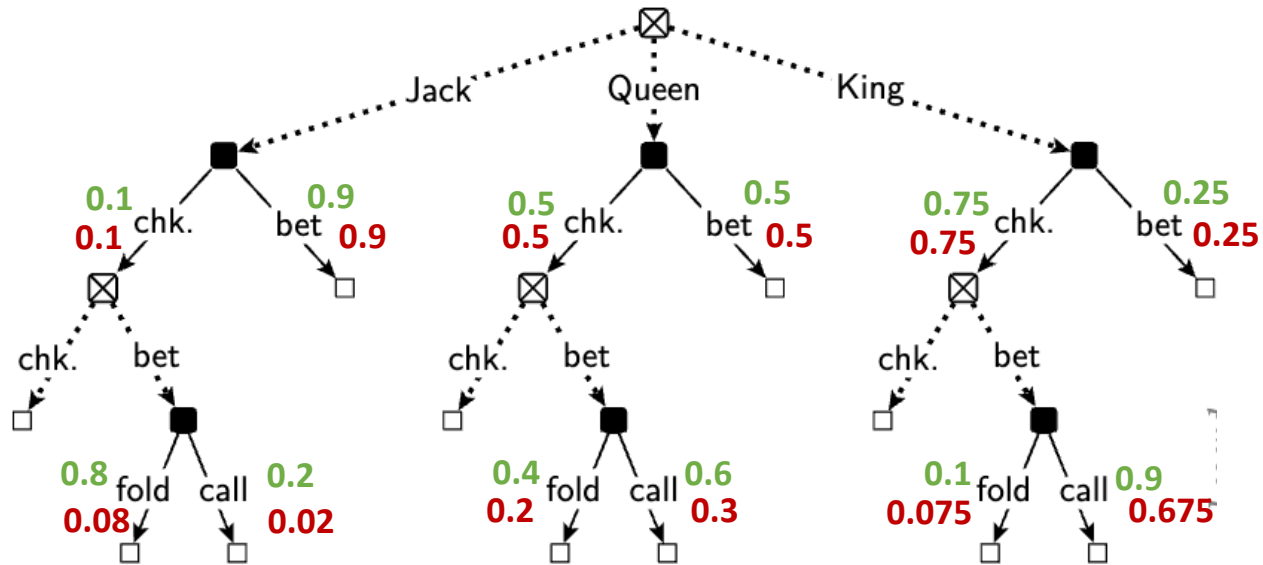 Jack Queen King
0.1 0.9 0.5 0.5 0.75 0.25
chk. bet chk. bet chk. bet
0.1 0.9 0.5 0.5 0.75 0.25
chk. bet chk. bet chk. bet
0.8 0.2 0.4 0.6 0.1 0.9
fold call fold call fold call
0.08 0.02 0.2 0.3 0.075 0.675